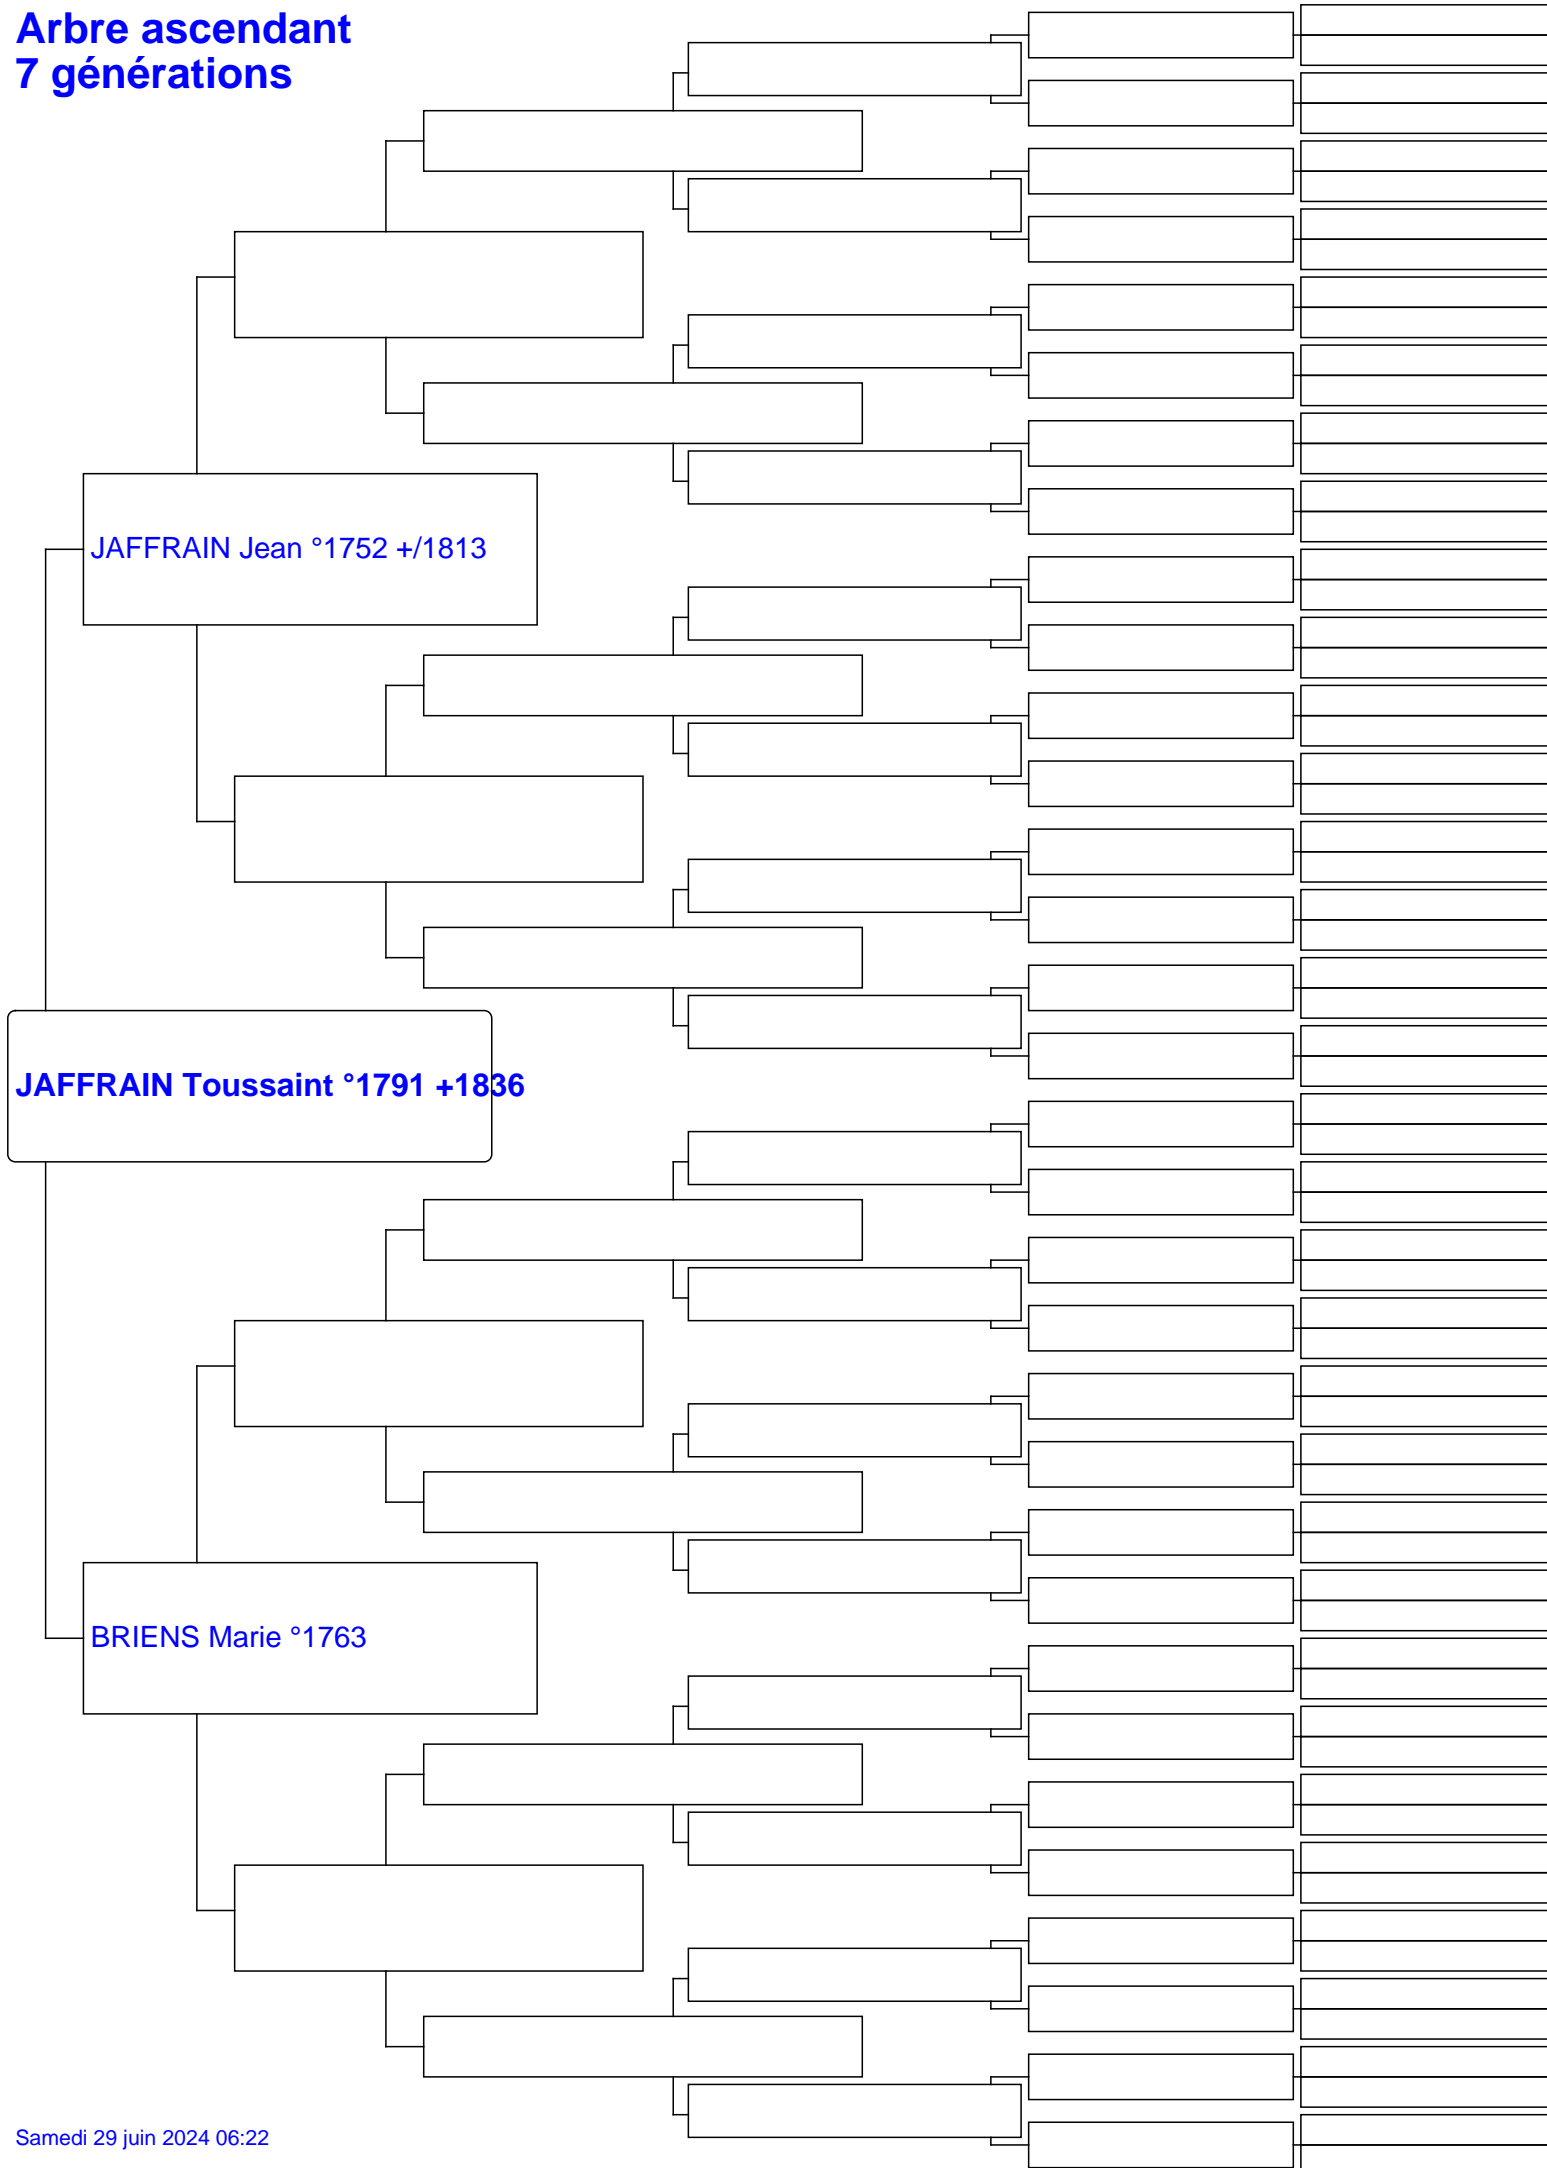 Arbre ascendant
7 générations
JAFFRAIN Jean °1752 +/1813
JAFFRAIN Toussaint °1791 +1836
BRIENS Marie °1763
Samedi 29 juin 2024 06:22